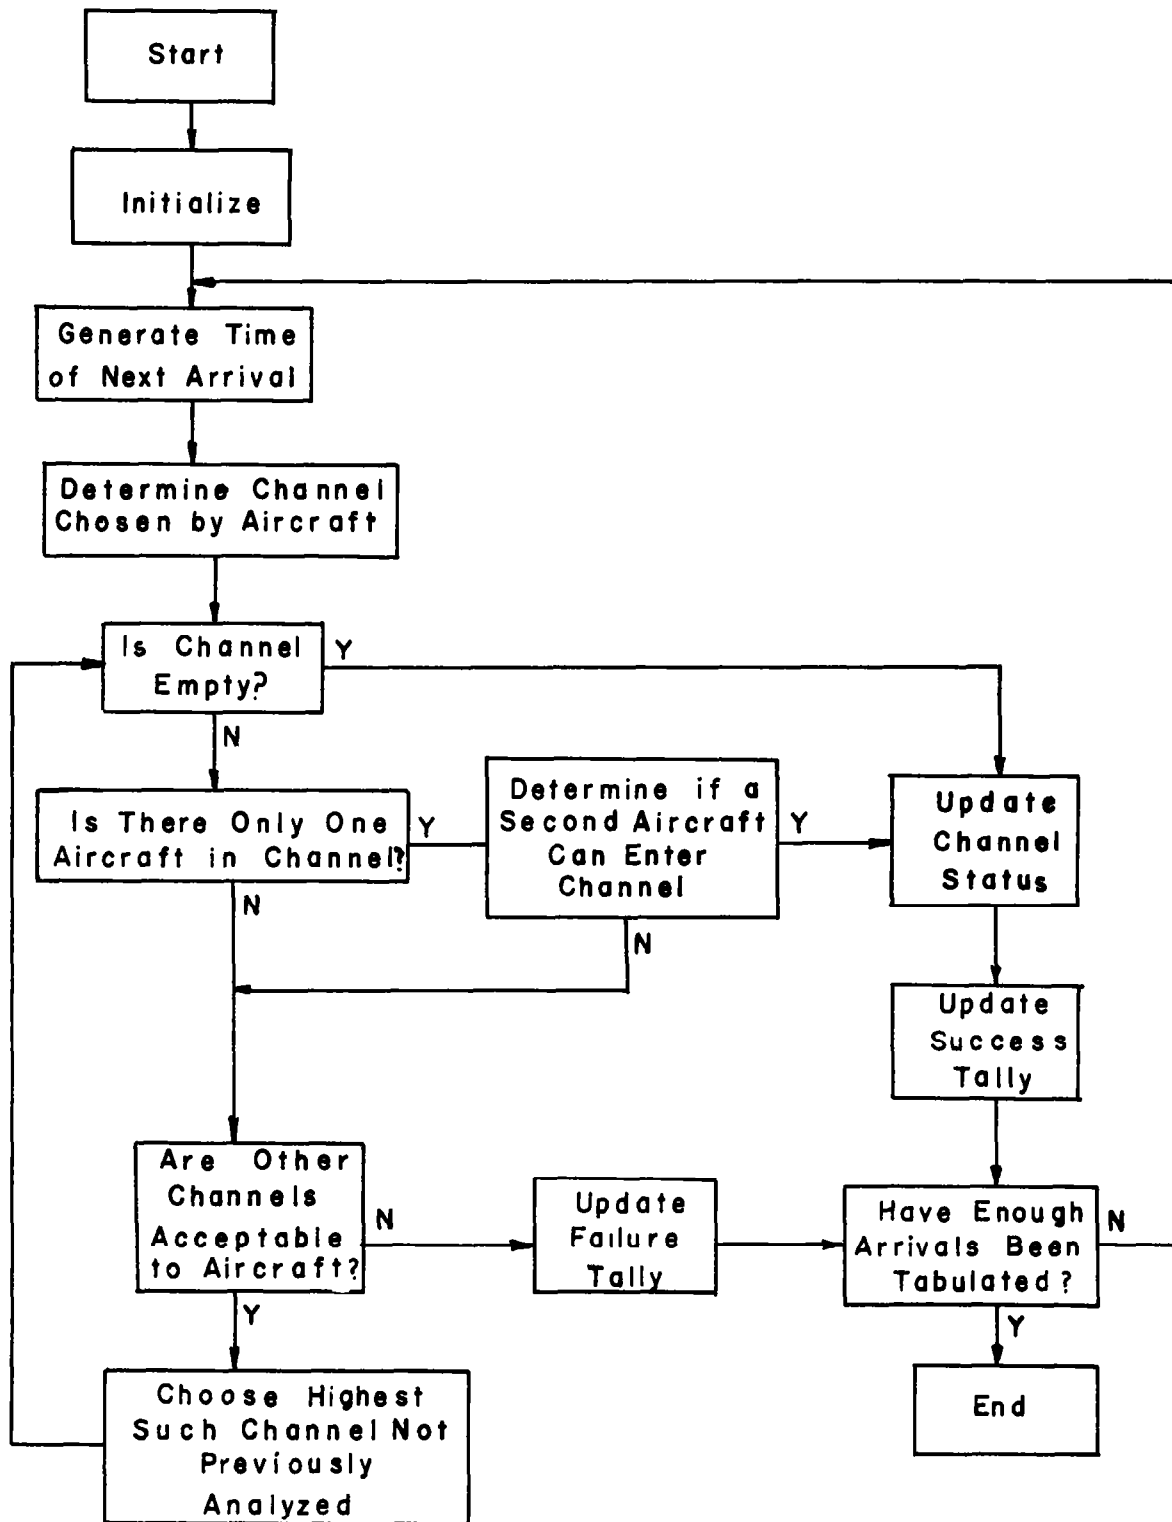 Start
Initialize
Generate Time
of Next Arrival
Determine Channel
Chosen by Aircraft
Is Channel
Empty?
Y
N
Is There Only One
Aircraft in Channel?
Y
N
Determine if a
Second Aircraft
Can Enter
Channel
Y
N
Update
Channel
Status
Update
Success
Tally
Are Other
Channels
Acceptable
to Aircraft?
N
Y
Update
Failure
Tally
Have Enough
Arrivals Been
Tabulated?
N
Y
Choose Highest
Such Channel Not
Previously
Analyzed
End